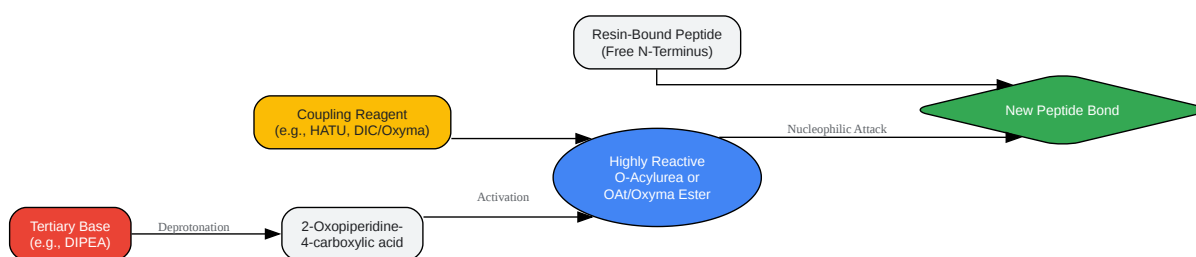 Resin-Bound Peptide
(Free N-Terminus)
Coupling Reagent
(e.g., HATU, DIC/Oxyma)
New Peptide Bond
Nucleophilic Attack
Highly Reactive
O-Acylurea or
OAt/Oxyma Ester
Activation
Tertiary Base
(e.g., DIPEA)
Deprotonation
2-Oxopiperidine-
4-carboxylic acid